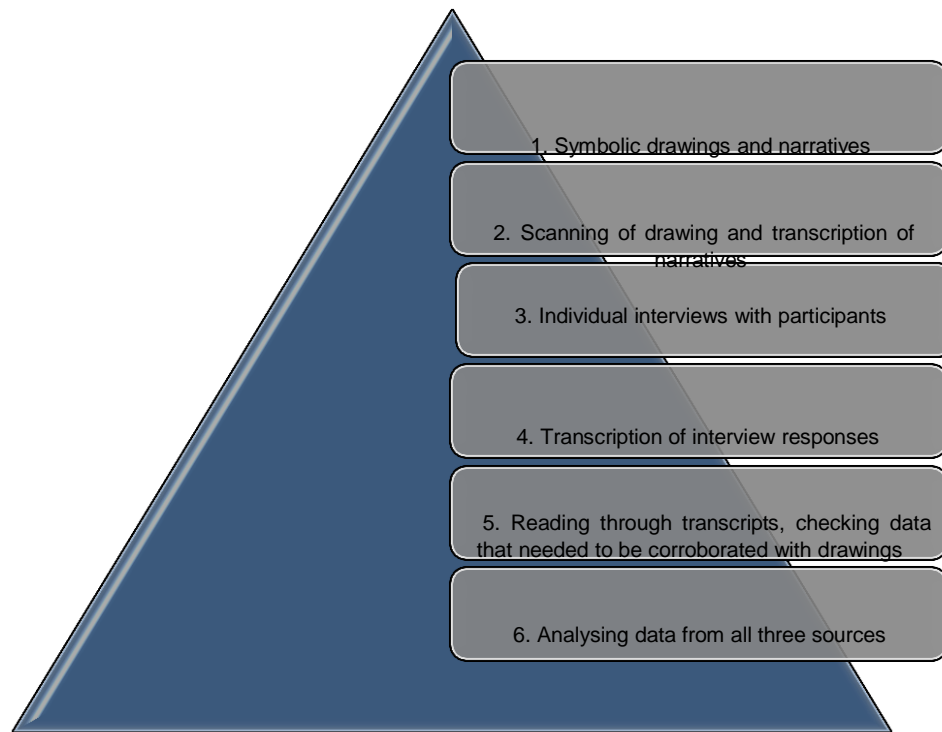 1. Symbolic drawings and narratives
2. Scanning of drawing and transcription of
narratives
3. Individual interviews with participants
4. Transcription of interview responses
5. Reading through transcripts, checking data
that needed to be corroborated with drawings
6. Analysing data from all three sources